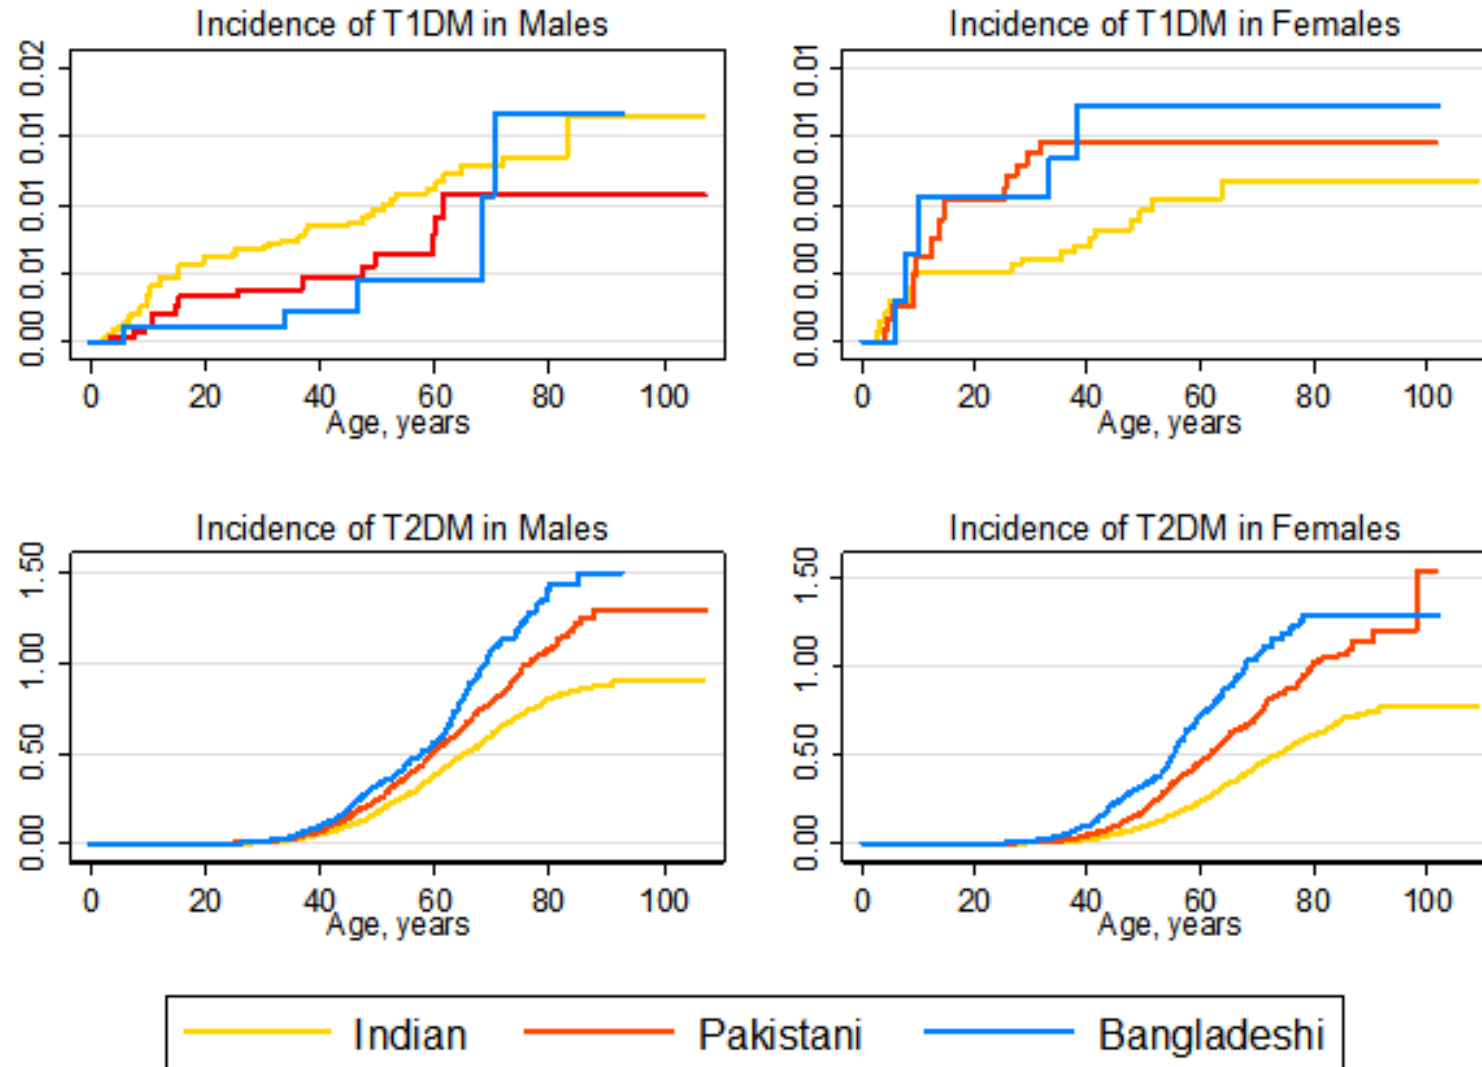 Incidence of T1DM in Males
0.02
0.01
0.01
0.01
0.00
0 20 40 60 80 100
Age, years
Incidence of T1DM in Females
0.01
0.01
0.00
0.00
0.00
0 20 40 60 80 100
Age, years
Incidence of T2DM in Males
1.50
1.00
0.50
0.00
0 20 40 60 80 100
Age, years
Incidence of T2DM in Females
1.50
1.00
0.50
0.00
0 20 40 60 80 100
Age, years
Indian Pakistani Bangladeshi